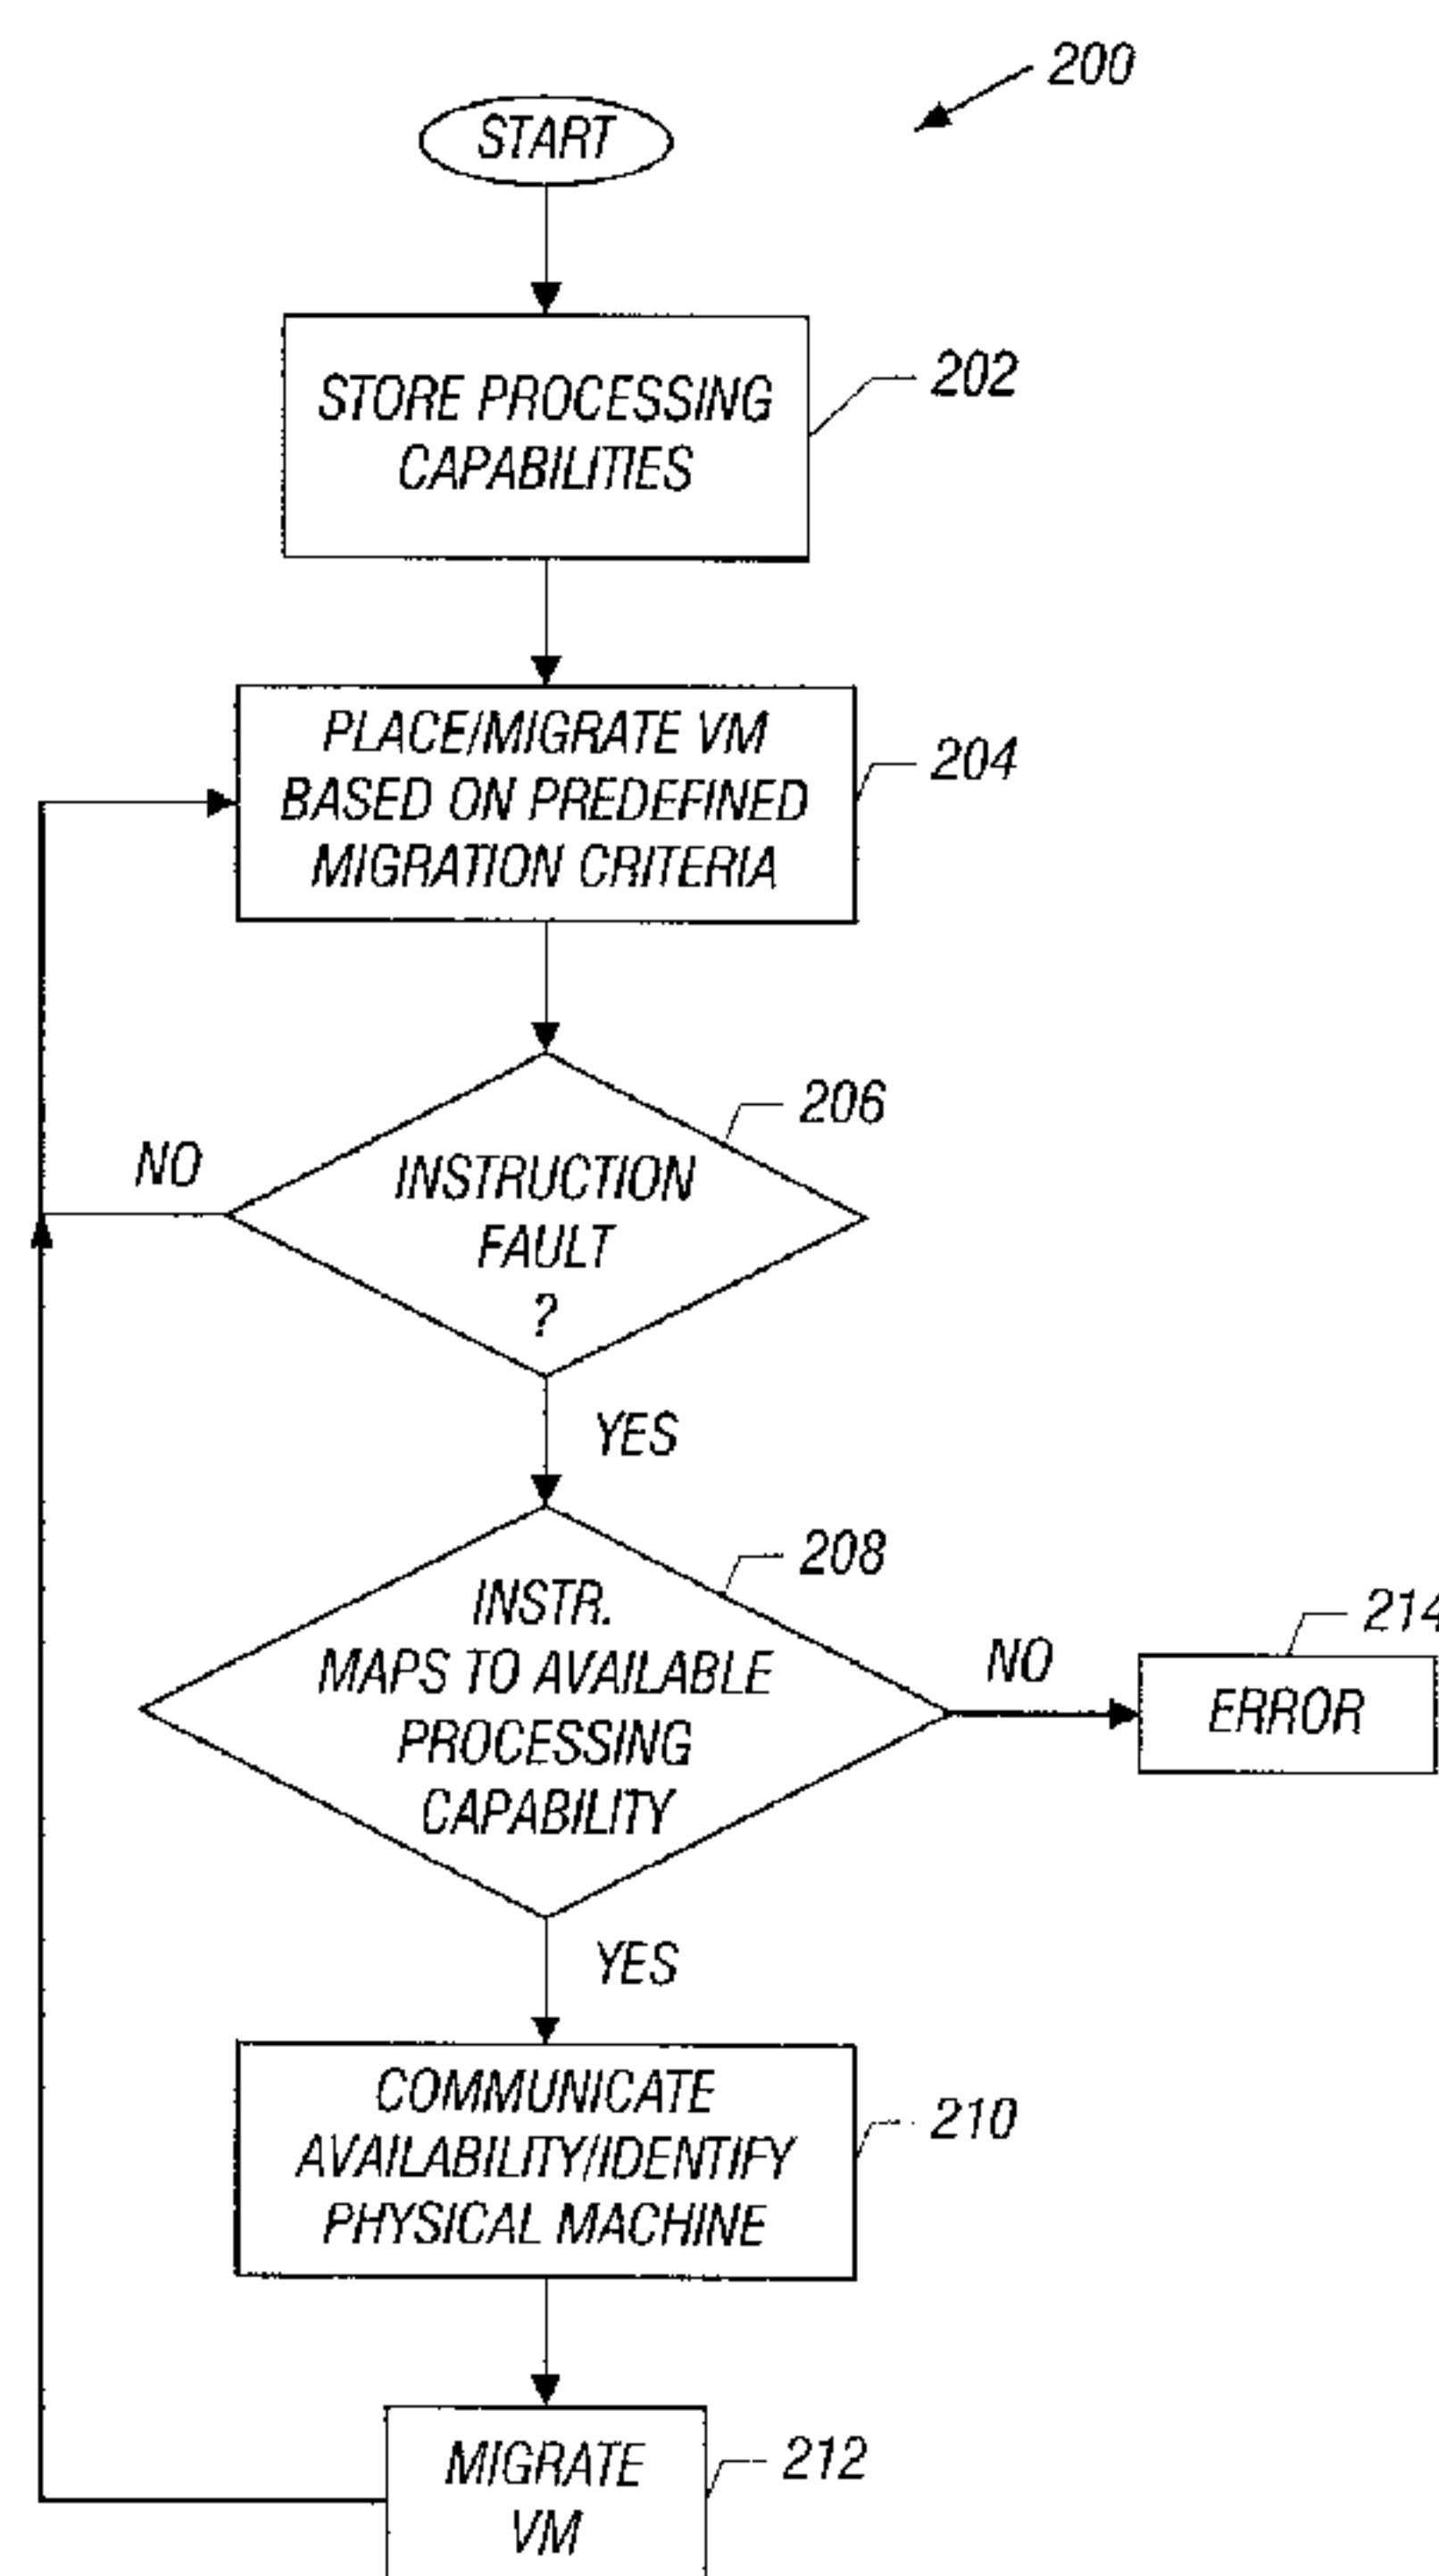 200
START
STORE PROCESSING
CAPABILITIES
202
PLACE/MIGRATE VM
BASED ON PREDEFINED
MIGRATION CRITERIA
204
206
NO
INSTRUCTION
FAULT
?
YES
208
INSTR.
MAPS TO AVAILABLE
PROCESSING
CAPABILITY
NO
214
ERROR
YES
COMMUNICATE
AVAILABILITY/IDENTIFY
PHYSICAL MACHINE
210
MIGRATE
VM
212